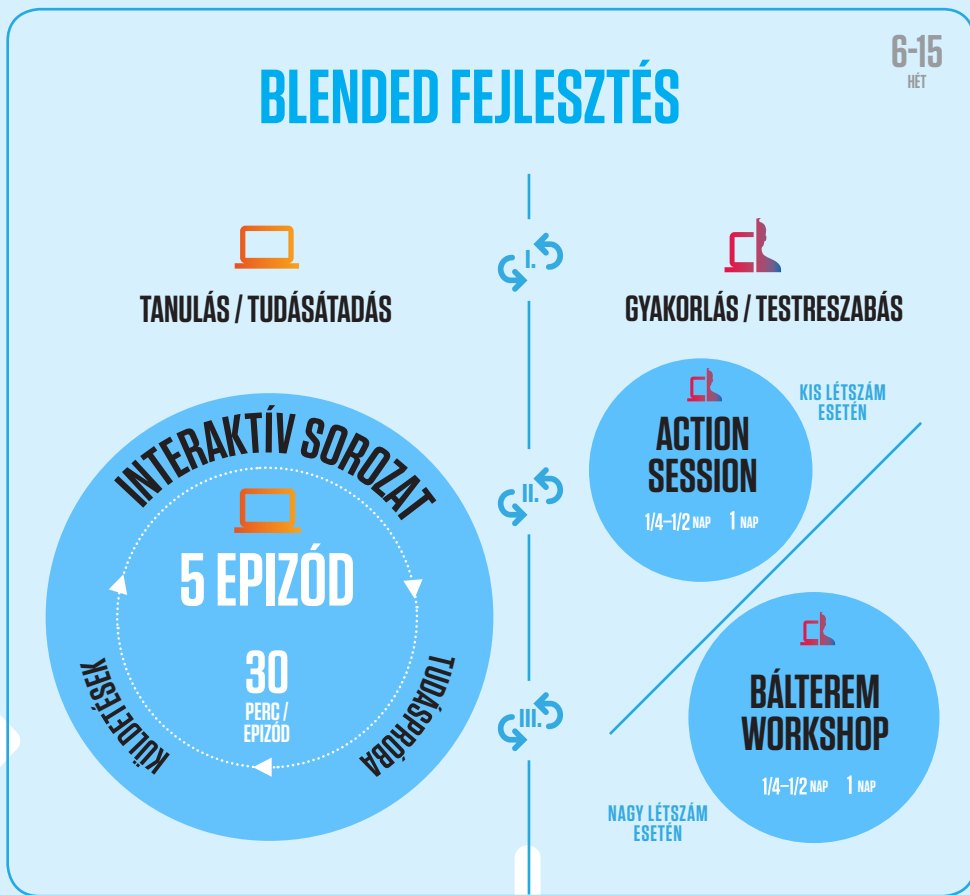 6-15
HÉT
BLENDED FEJLESZTÉS
I.
TANULÁS / TUDÁSÁTADÁS
GYAKORLÁS / TESTRESZABÁS
INTERAKTÍV SOROZAT
5 EPIZÓD
30
PERC /
EPIZÓD
TUDÁSPRÓBA
KÜLDETÉSEK
II.
III.
KIS LÉTSZÁM
ESETÉN
ACTION
SESSION
1/4–1/2 NAP 1 NAP
BÁLTEREM
WORKSHOP
1/4–1/2 NAP 1 NAP
NAGY LÉTSZÁM
ESETÉN